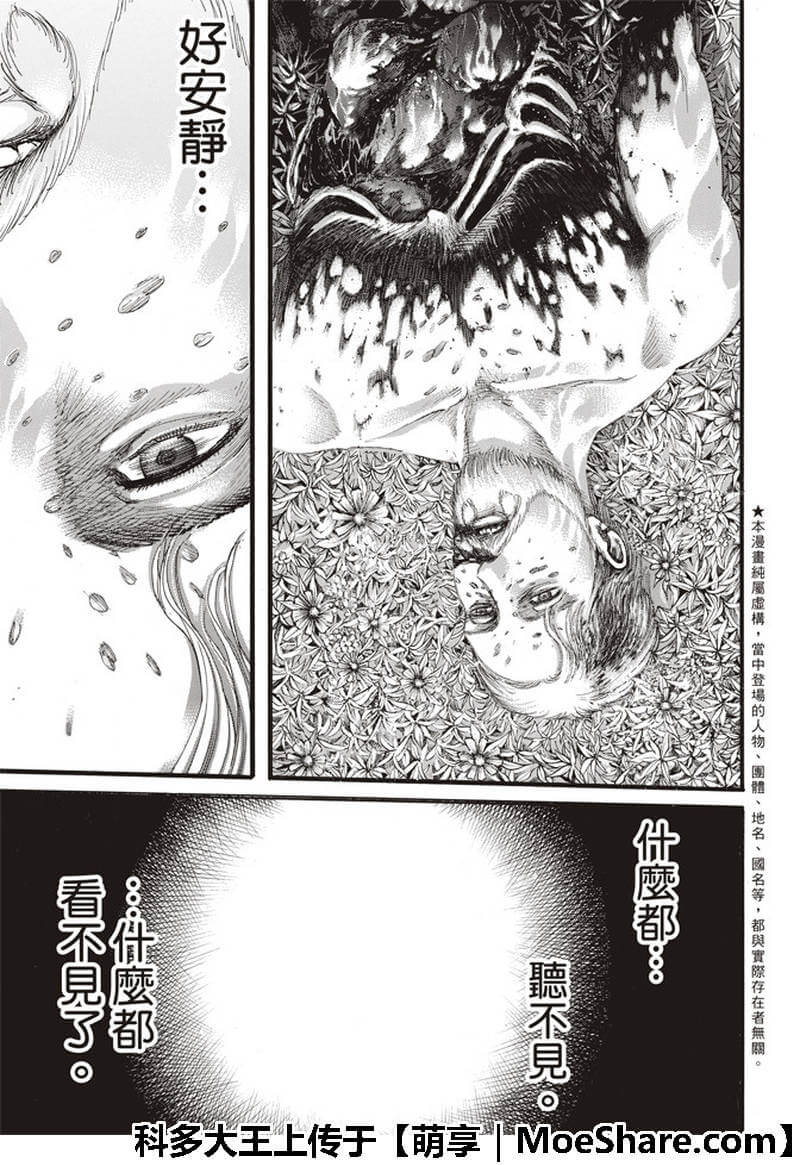 好安靜…
什麼都…
聽不見。
…什麼都
看不見了。
★本漫畫純屬虛構，當中登場的人物、團體、地名、國名等，都與實際存在者無關。
科多大王上传于【萌享|MoeShare.com】